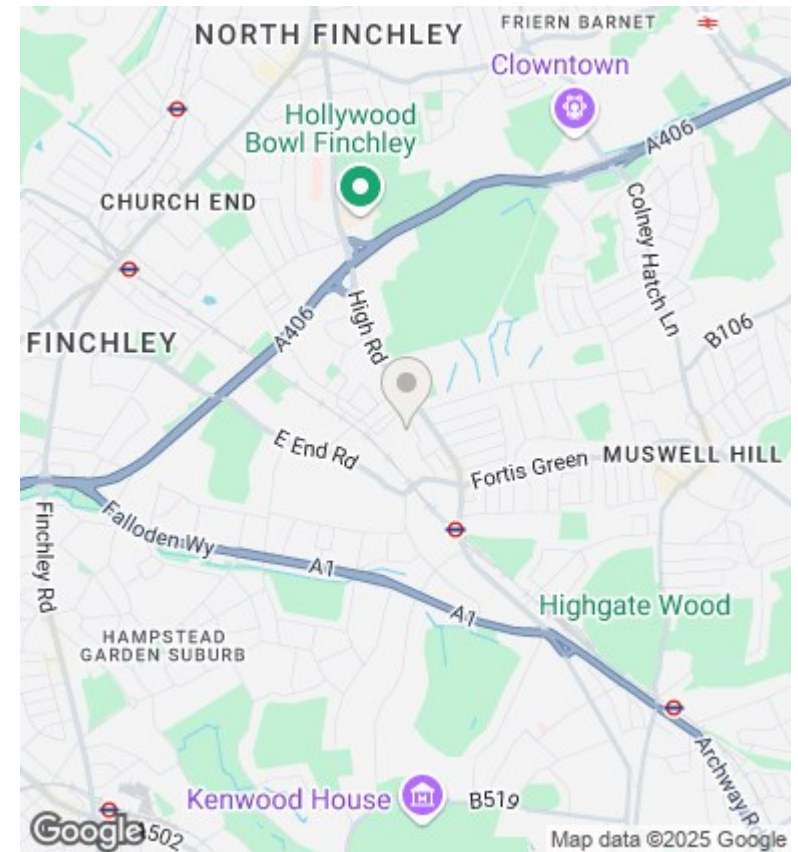 NORTH FINCHLEY
FRIERN BARNET
Clowntown
Hollywood
Bowl Finchley
A406
CHURCH END
Colney Hatch Ln
High Rd
A406
B106
FINCHLEY
E End Rd
MUSWELL HILL
Fortis Green
Finchley Rd
Falloden Wy
A1
A1
Highgate Wood
HAMPSTEAD
GARDEN SUBURB
Archway Rd
Kenwood House
B519
Google
A502
Map data ©2025 Google